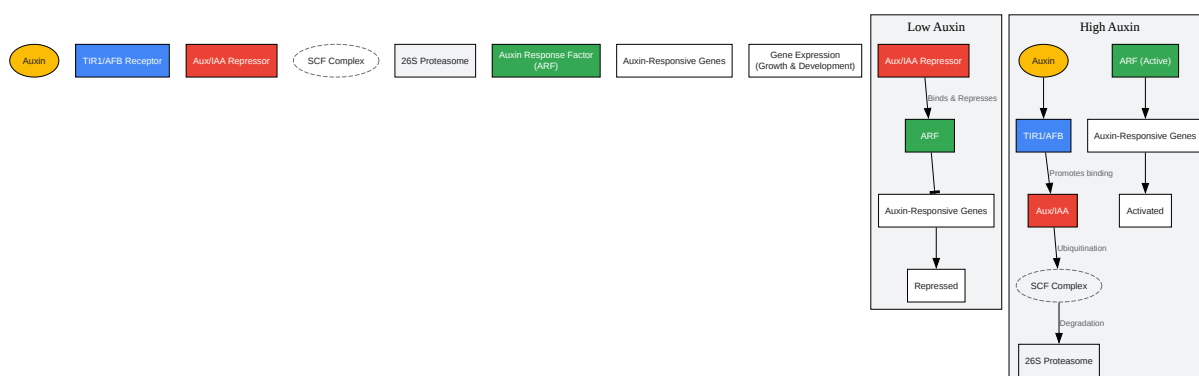 Auxin
TIR1/AFB Receptor
Aux/IAA Repressor
SCF Complex
26S Proteasome
Auxin Response Factor
(ARF)
Auxin-Responsive Genes
Gene Expression
(Growth & Development)
Low Auxin
Aux/IAA Repressor
Binds & Represses
ARF
Auxin-Responsive Genes
Repressed
High Auxin
Auxin
TIR1/AFB
Promotes binding
Aux/IAA
Ubiquitination
SCF Complex
Degradation
26S Proteasome
ARF (Active)
Auxin-Responsive Genes
Activated